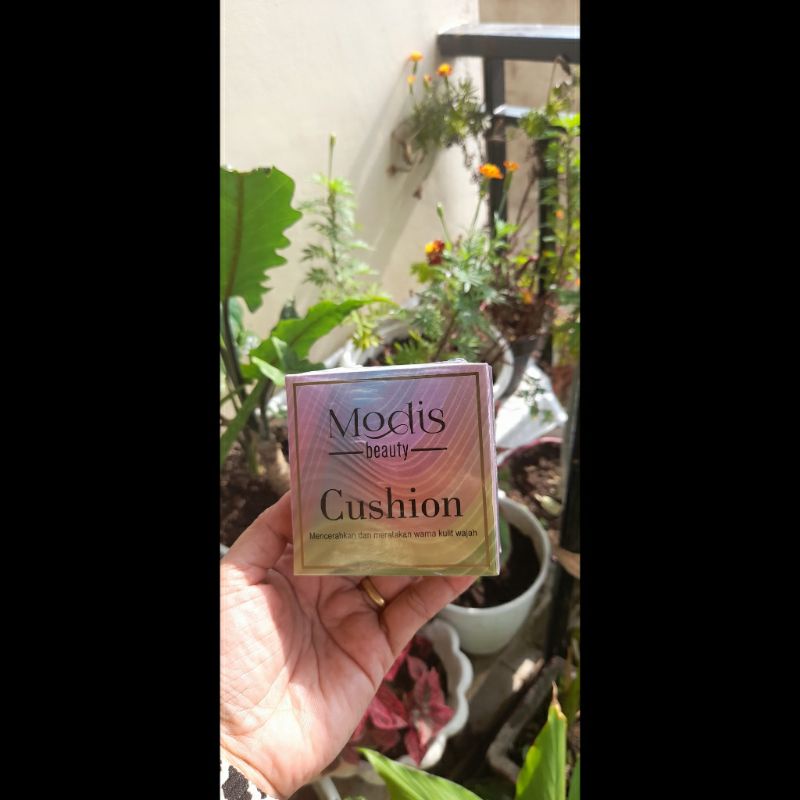 Modis
beauty
Cushion
Mencerahkan dan meratakan warna kulit wajah